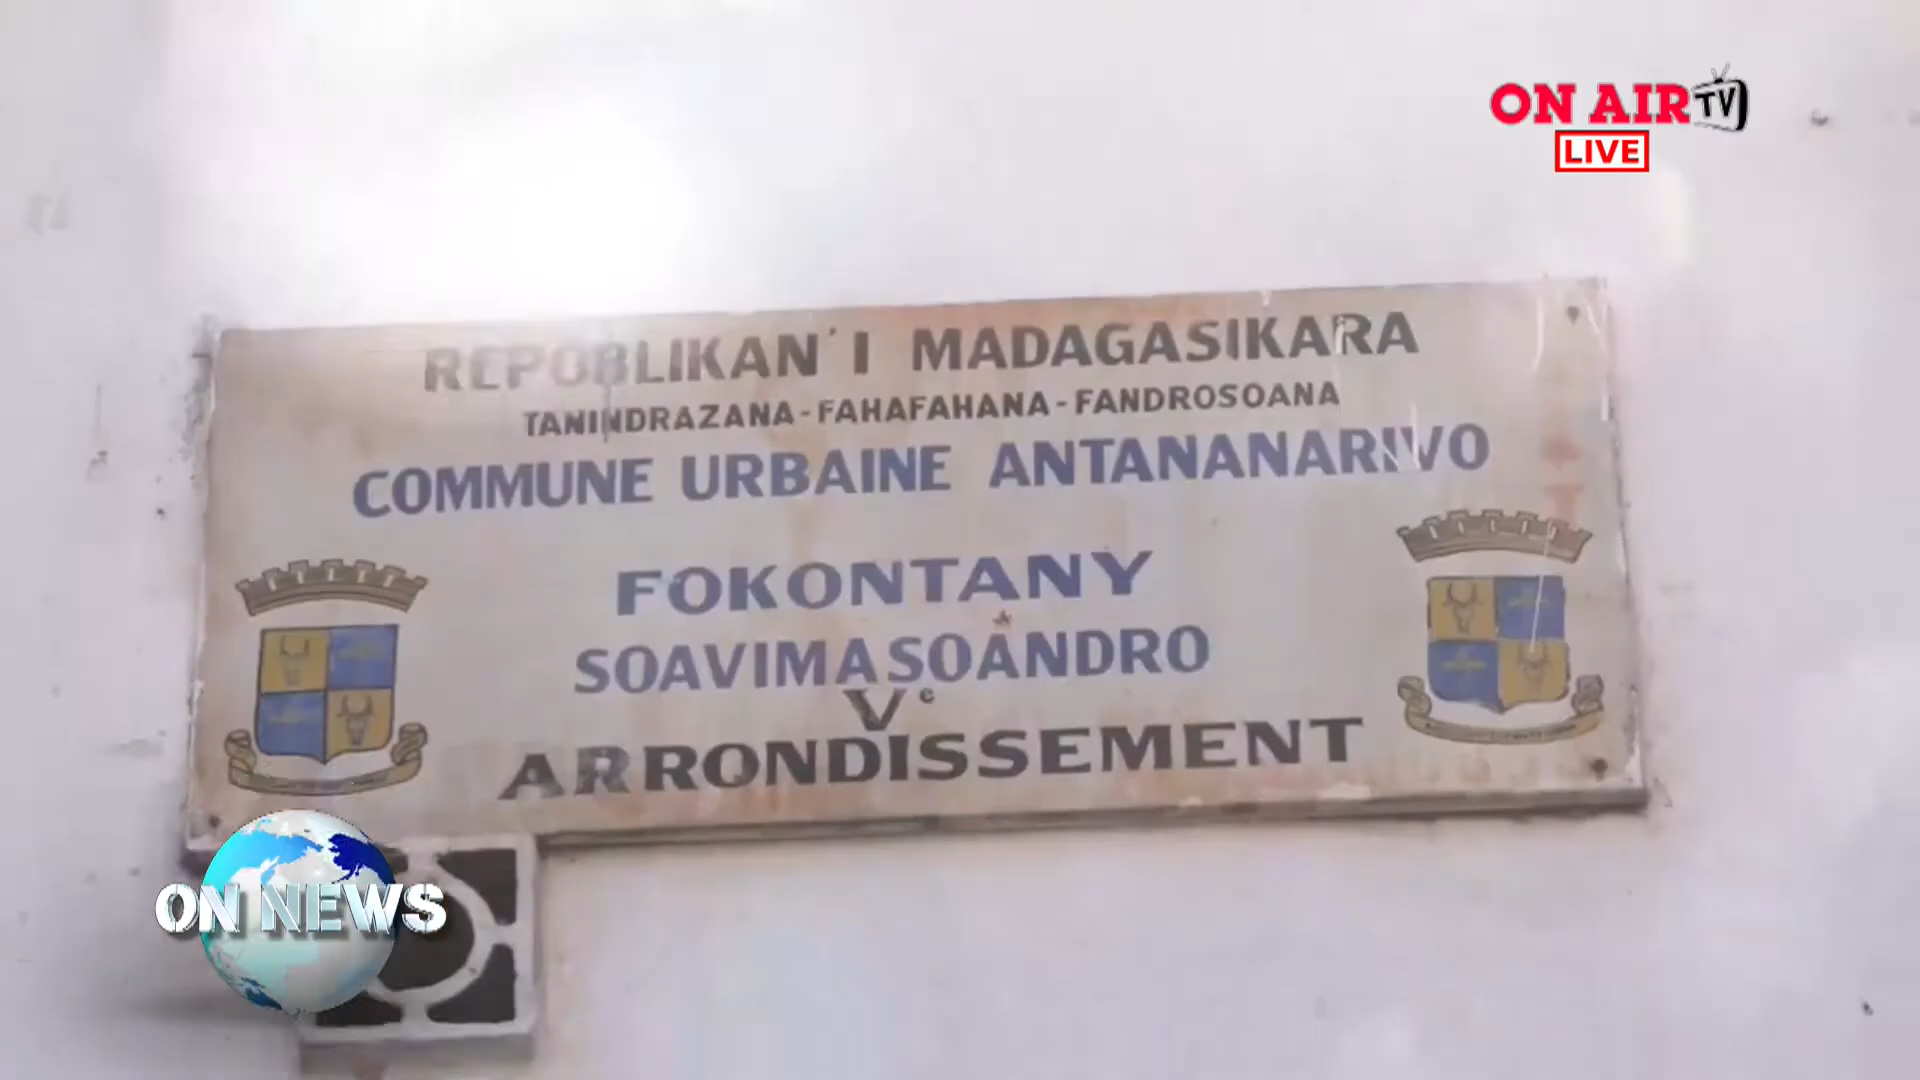 ON AIR TV
LIVE
REPOBLIKAN'I MADAGASIKARA
TANINDRAZANA-FAHAFAHANA-FANDROSOANA
COMMUNE URBAINE ANTANANARIVO
FOKONTANY
SOAVIMASOANDRO
Ve
ARRONDISSEMENT
ON NEWS